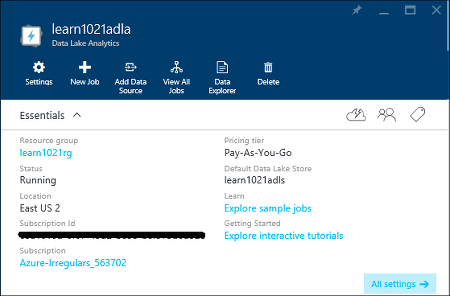 learn1021adla
Data Lake Analytics
Settings
New Job
Add Data
Source
View All
Jobs
Data
Explorer
Delete
Essentials
Resource group
learn1021rg
Status
Running
Location
East US 2
Subscription Id
Subscription
Azure-Irregulars_563702
Pricing tier
Pay-As-You-Go
Default Data Lake Store
learn1021adls
Learn
Explore sample jobs
Getting Started
Explore interactive tutorials
All settings →